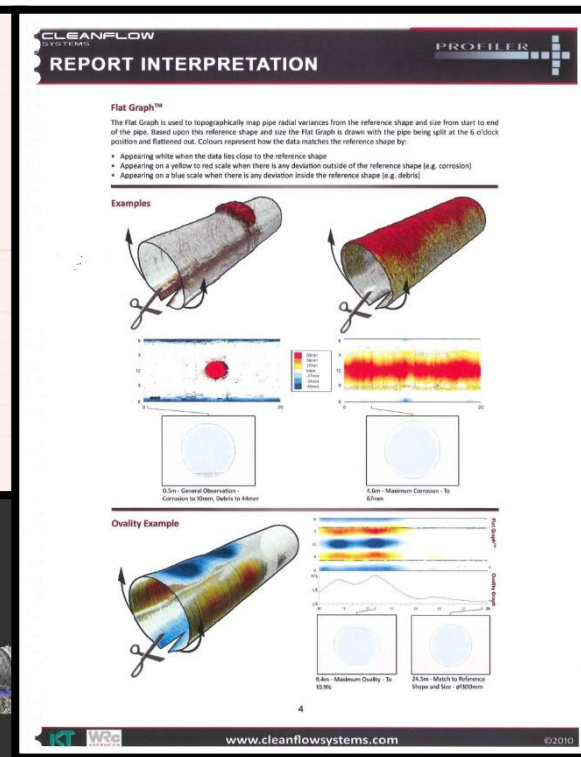 CLEANFLOW
SYSTEMS
PROFILER
REPORT INTERPRETATION
Flat Graph™
The Flat Graph is used to topographically map pipe radial variances from the reference shape and size from start to end
of the pipe. Based upon this reference shape and size the Flat Graph is drawn with the pipe being split at the 6 o'clock
position and flattened out. Colours represent how the data matches the reference shape by:
• Appearing white when the data lies close to the reference shape
• Appearing on a yellow to red scale when there is any deviation outside of the reference shape (e.g. corrosion)
• Appearing on a blue scale when there is any deviation inside the reference shape (e.g. debris)
Examples
0.5m - General Observation -
Corrosion to 10mm, Debris to 44mm
4.6m - Maximum Corrosion - To
67mm
Ovality Example
Flat Graph™
Ovality Graph
9.4m - Maximum Ovality - To
10.9%
24.5m - Match to Reference
Shape and Size - ø1300mm
4
KT
WRc
www.cleanflowsystems.com
©2010